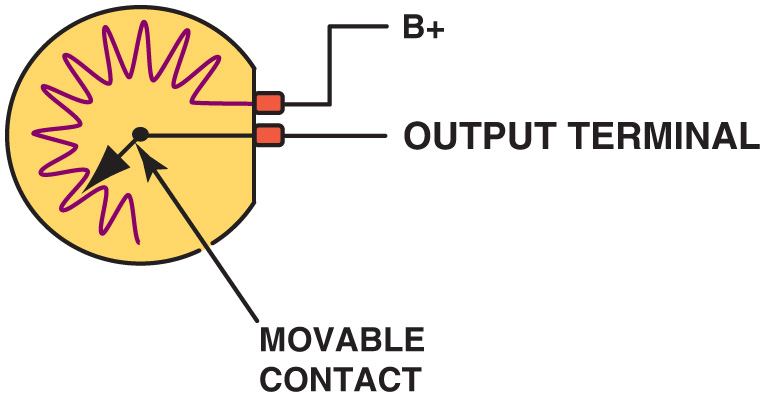 B+
OUTPUT TERMINAL
MOVABLE
CONTACT